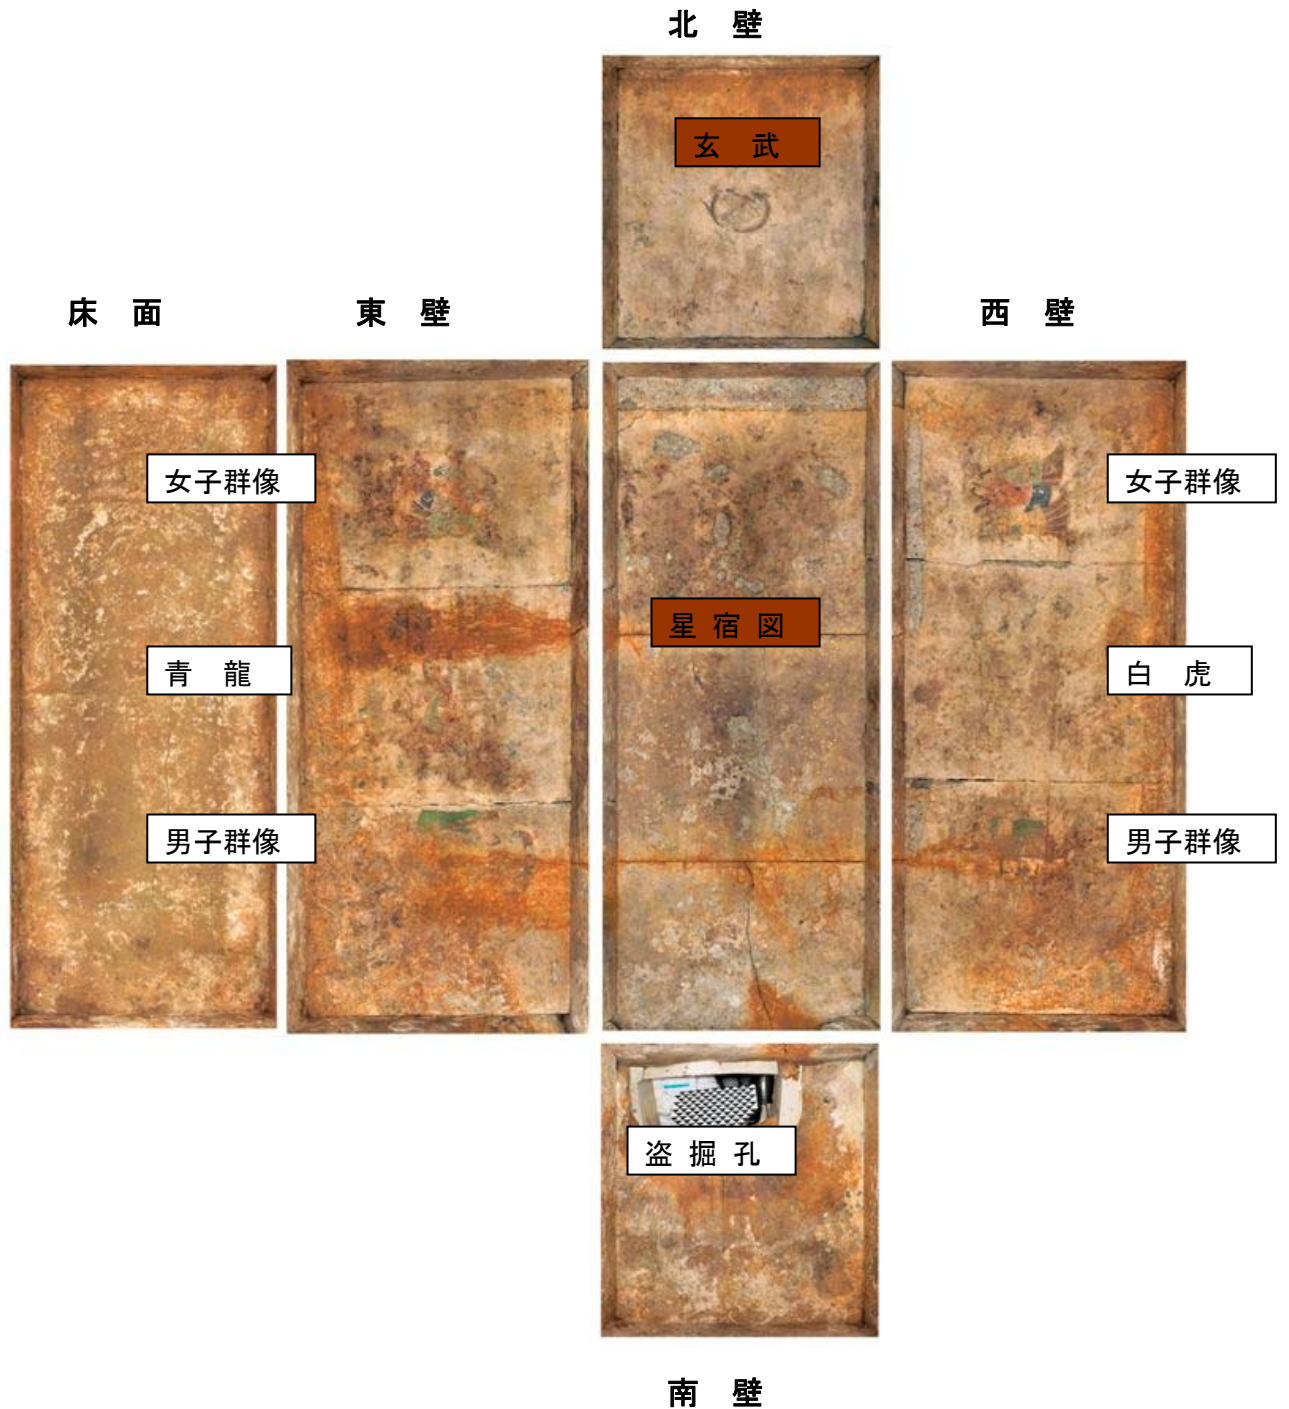 北 壁
玄 武
床 面
東 壁
西 壁
女子群像
女子群像
星 宿 図
青 龍
白 虎
男子群像
男子群像
盗 掘 孔
南 壁